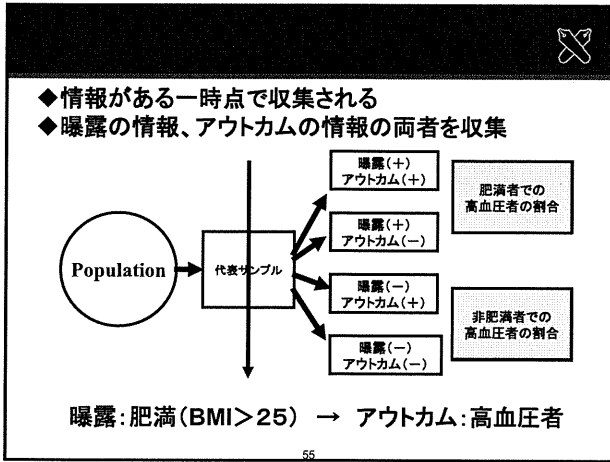 ◆情報がある一時点で収集される
◆曝露の情報、アウトカムの情報の両者を収集
Population
代表サンプル
曝露(+)
アウトカム(+)
曝露(+)
アウトカム(-)
曝露(-)
アウトカム(+)
曝露(-)
アウトカム(-)
肥満者での
高血圧者の割合
非肥満者での
高血圧者の割合
曝露:肥満(BMI>25) → アウトカム:高血圧者
55